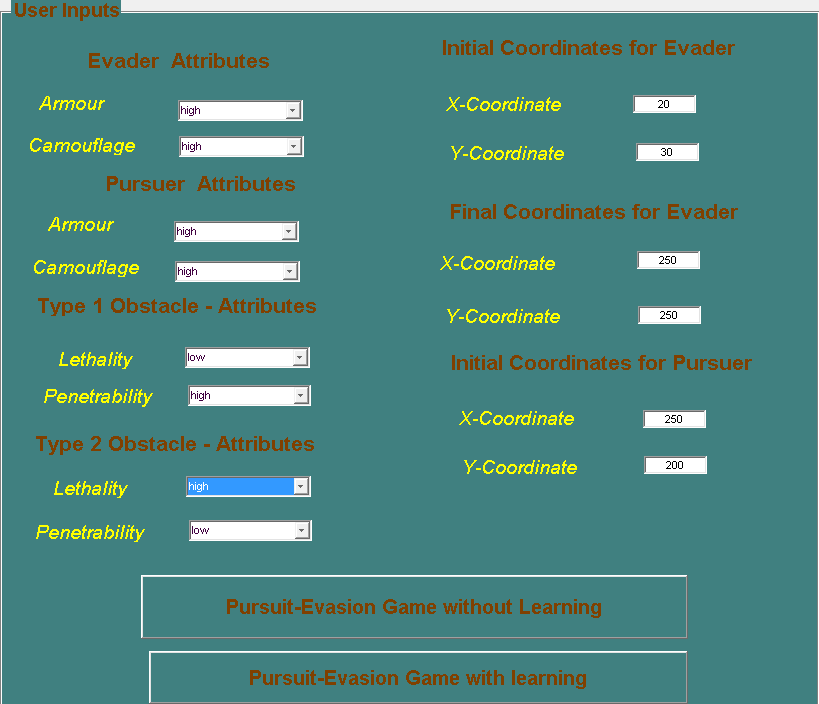 User Inputs
Evader Attributes
Armour high
Camouflage high
Pursuer Attributes
Armour high
Camouflage high
Type 1 Obstacle - Attributes
Lethality low
Penetrability high
Type 2 Obstacle - Attributes
Lethality high
Penetrability low
Initial Coordinates for Evader
X-Coordinate 20
Y-Coordinate 30
Final Coordinates for Evader
X-Coordinate 250
Y-Coordinate 250
Initial Coordinates for Pursuer
X-Coordinate 250
Y-Coordinate 200
Pursuit-Evasion Game without Learning
Pursuit-Evasion Game with learning